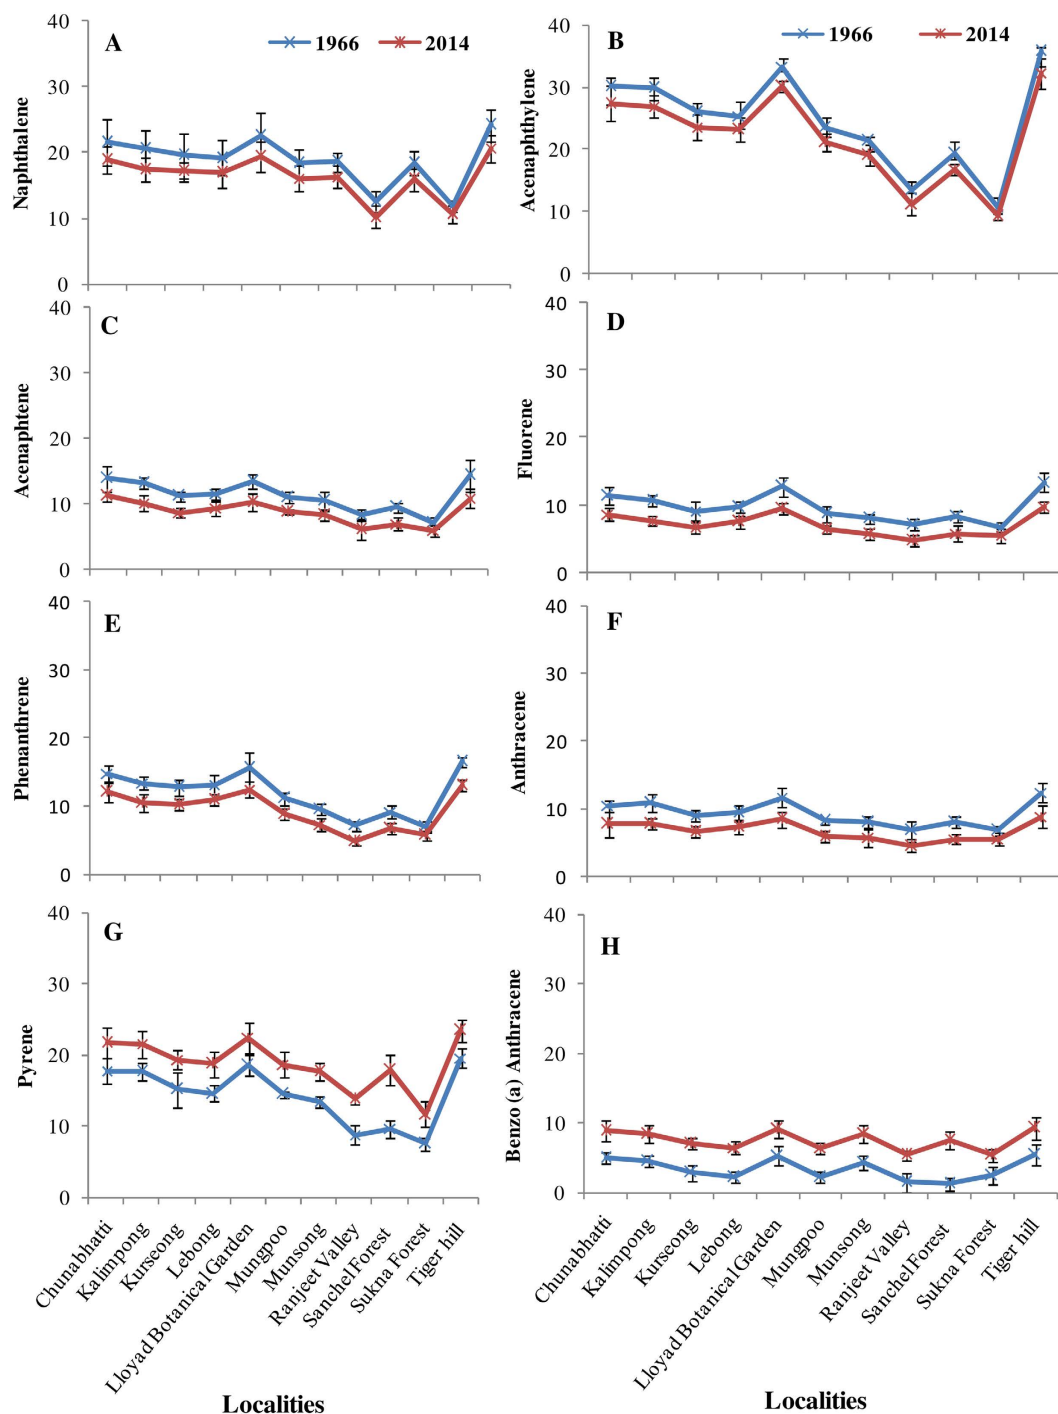 A
1966
2014
Naphthalene
40
30
20
10
0
B
1966
2014
Acenaphthylene
40
30
20
10
0
C
Acenaphtene
40
30
20
10
0
D
Fluorene
40
30
20
10
0
E
Phenanthrene
40
30
20
10
0
F
Anthracene
40
30
20
10
0
G
Pyrene
40
30
20
10
0
H
Benzo (a) Anthracene
40
30
20
10
0
Chunabhatti
Kalimpong
Kurseong
Lebong
Lloyad Botanical Garden
Mungpoo
Munsong
Ranjeet Valley
Sanchel Forest
Sukna Forest
Tiger hill
Localities
Chunabhatti
Kalimpong
Kurseong
Lebong
Lloyad Botanical Garden
Mungpoo
Munsong
Ranjeet Valley
Sanchel Forest
Sukna Forest
Tiger hill
Localities